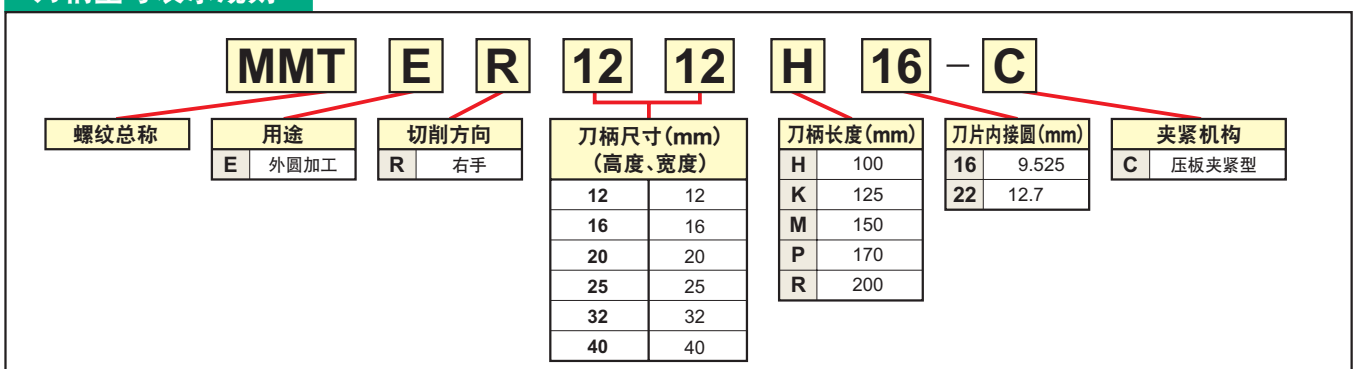 MMT E R 12 12 H 16 - C
螺纹总称
用途
E 外圆加工
切削方向
R 右手
刀柄尺寸(mm)
(高度、宽度)
12 12
16 16
20 20
25 25
32 32
40 40
刀柄长度(mm)
H 100
K 125
M 150
P 170
R 200
刀片内接圆(mm)
16 9.525
22 12.7
夹紧机构
C 压板夹紧型